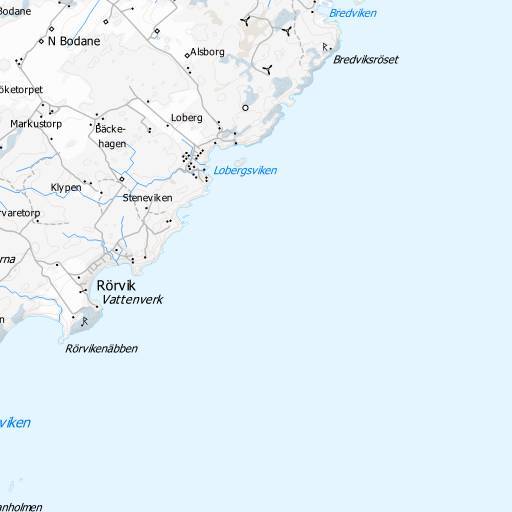 Bredviken
Bodane
N Bodane
Alsborg
Bredviksröset
öketorpet
Markustorp
Loberg
Bäcke-
hagen
Lobergsviken
Klypen
Steneviken
rvaretorp
rna
Rörvik
Vattenverk
n
Rörvikenäbben
viken
anholmen